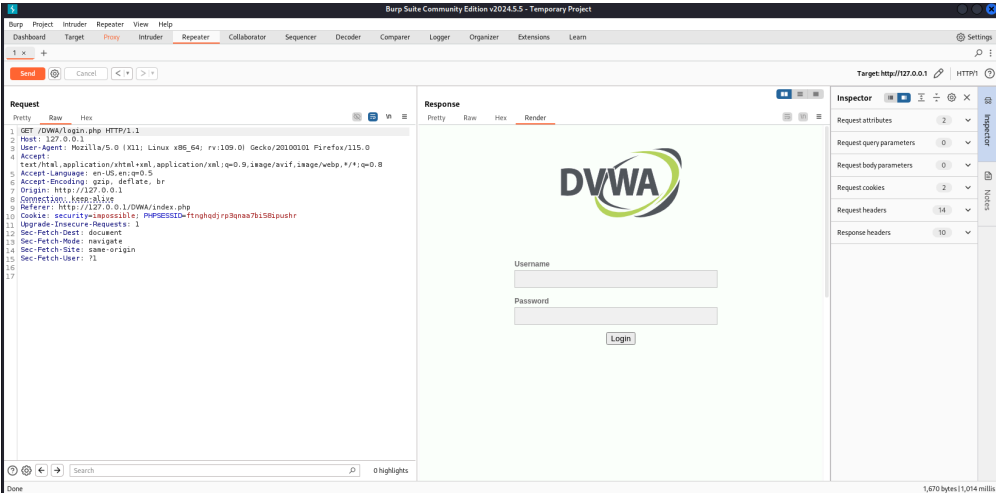 Burp Suite Community Edition v2024.5.5 - Temporary Project
Burp Project Intruder Repeater View Help
Dashboard Target Proxy Intruder Repeater Collaborator Sequencer Decoder Comparer Logger Organizer Extensions Learn
Settings
1 × +
Send Cancel < >
Target: http://127.0.0.1
HTTP/1
Request
Pretty Raw Hex
1 GET /DVWA/login.php HTTP/1.1
2 Host: 127.0.0.1
3 User-Agent: Mozilla/5.0 (X11; Linux x86_64; rv:109.0) Gecko/20100101 Firefox/115.0
4 Accept:
text/html,application/xhtml+xml,application/xml;q=0.9,image/avif,image/webp,*/*;q=0.8
5 Accept-Language: en-US,en;q=0.5
6 Accept-Encoding: gzip, deflate, br
7 Origin: http://127.0.0.1
8 Connection: keep-alive
9 Referer: http://127.0.0.1/DVWA/index.php
10 Cookie: security=impossible; PHPSESSID=ftnghqdjrp3qnaa7bi58ipushr
11 Upgrade-Insecure-Requests: 1
12 Sec-Fetch-Dest: document
13 Sec-Fetch-Mode: navigate
14 Sec-Fetch-Site: same-origin
15 Sec-Fetch-User: ?1
16
17
Search
0 highlights
Response
Pretty Raw Hex Render
DVWA
Username
Password
Login
Inspector
Request attributes 2
Request query parameters 0
Request body parameters 0
Request cookies 2
Request headers 14
Response headers 10
Inspector
Notes
Done
1,670 bytes | 1,014 millis